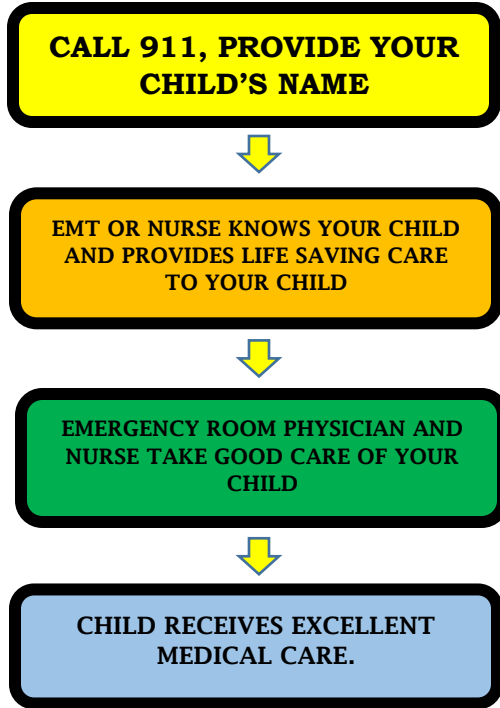 CALL 911, PROVIDE YOUR
CHILD’S NAME
EMT OR NURSE KNOWS YOUR CHILD
AND PROVIDES LIFE SAVING CARE
TO YOUR CHILD
EMERGENCY ROOM PHYSICIAN AND
NURSE TAKE GOOD CARE OF YOUR
CHILD
CHILD RECEIVES EXCELLENT
MEDICAL CARE.